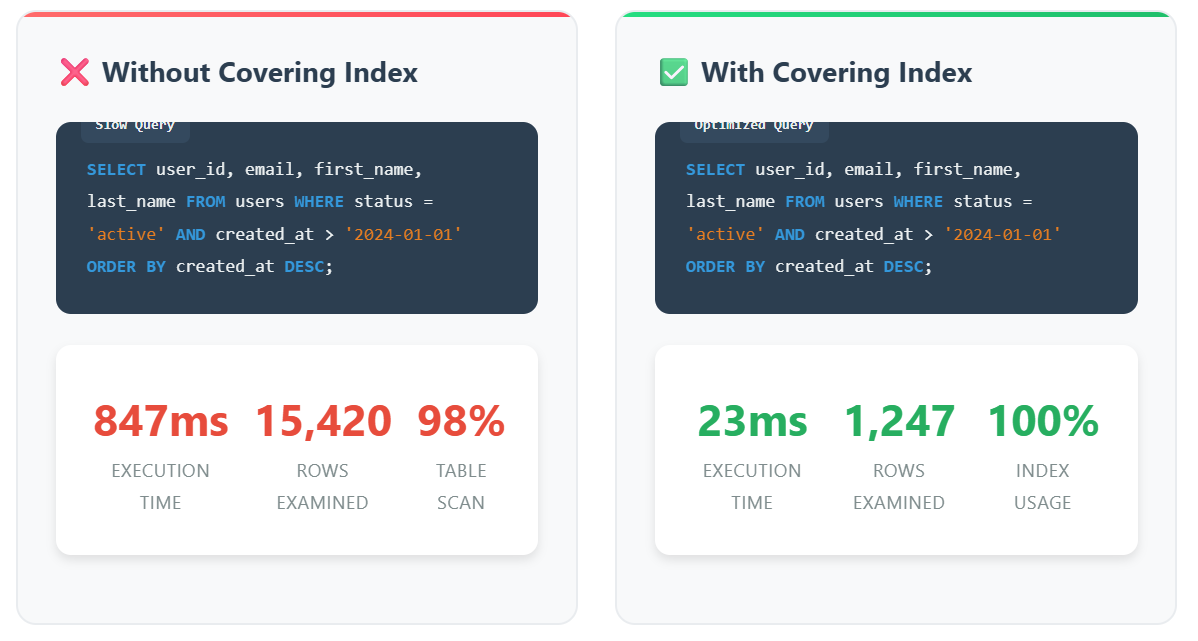 Without Covering Index
Slow Query
SELECT user_id, email, first_name,
last_name FROM users WHERE status =
'active' AND created_at > '2024-01-01'
ORDER BY created_at DESC;
847ms 15,420 98%
EXECUTION ROWS TABLE
TIME EXAMINED SCAN
With Covering Index
Optimized Query
SELECT user_id, email, first_name,
last_name FROM users WHERE status =
'active' AND created_at > '2024-01-01'
ORDER BY created_at DESC;
23ms 1,247 100%
EXECUTION ROWS INDEX
TIME EXAMINED USAGE